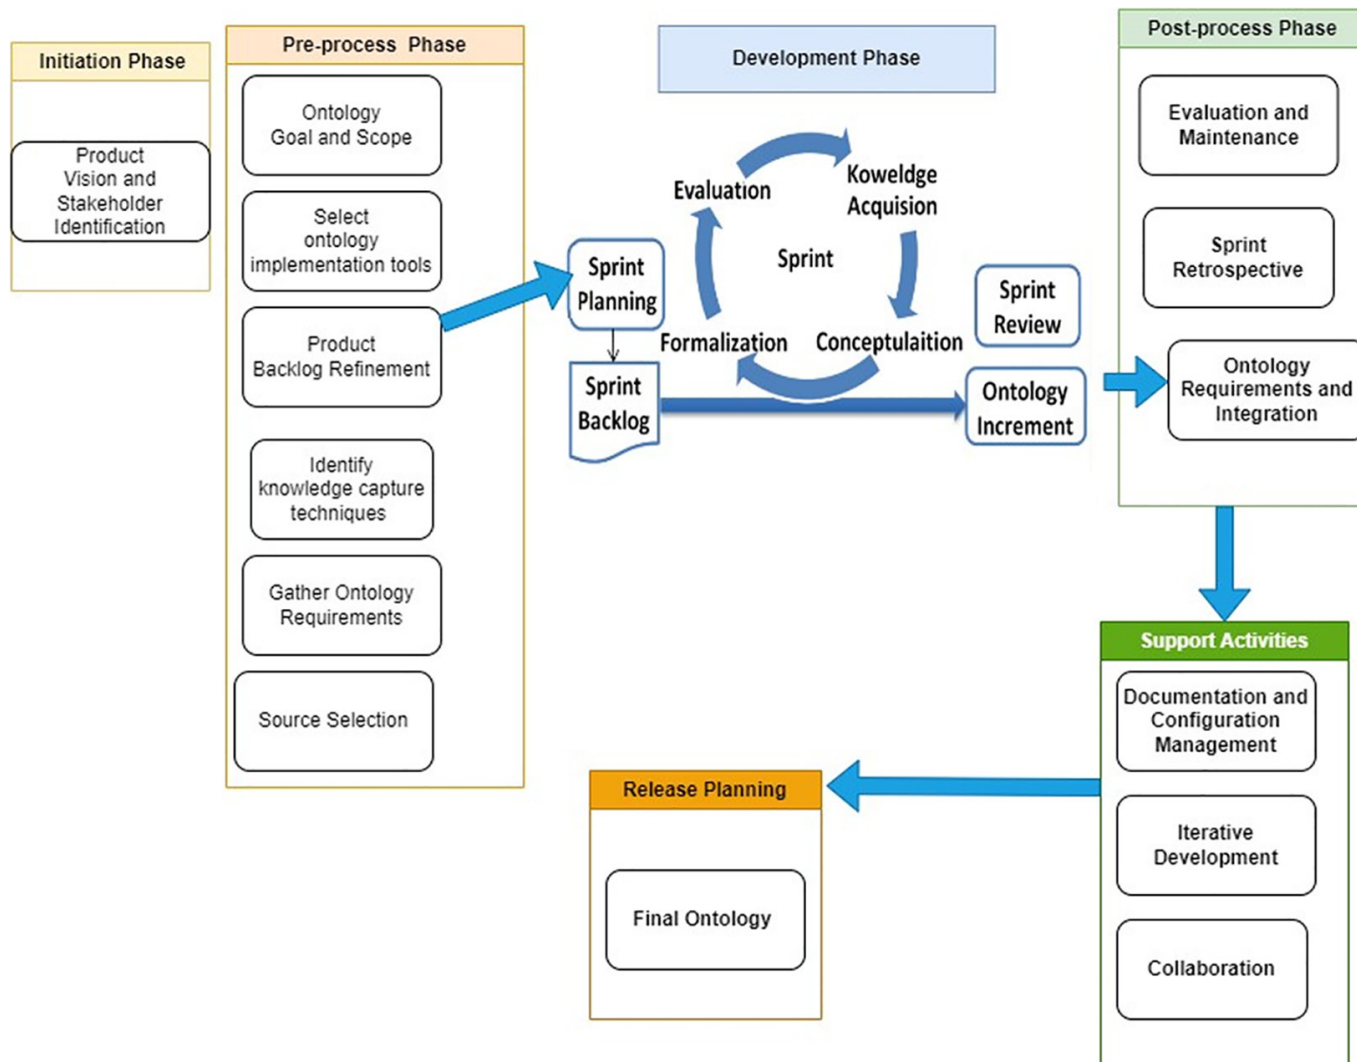 Initiation Phase
Product
Vision and
Stakeholder
Identification
Pre-process Phase
Ontology
Goal and Scope
Select
ontology
implementation tools
Product
Backlog Refinement
Identify
knowledge capture
techniques
Gather Ontology
Requirements
Source Selection
Development Phase
Sprint
Planning
Sprint
Backlog
Evaluation
Koweldge
Acquision
Sprint
Formalization
Conceptulaition
Sprint
Review
Ontology
Increment
Post-process Phase
Evaluation and
Maintenance
Sprint
Retrospective
Ontology
Requirements and
Integration
Support Activities
Documentation and
Configuration
Management
Iterative
Development
Collaboration
Release Planning
Final Ontology